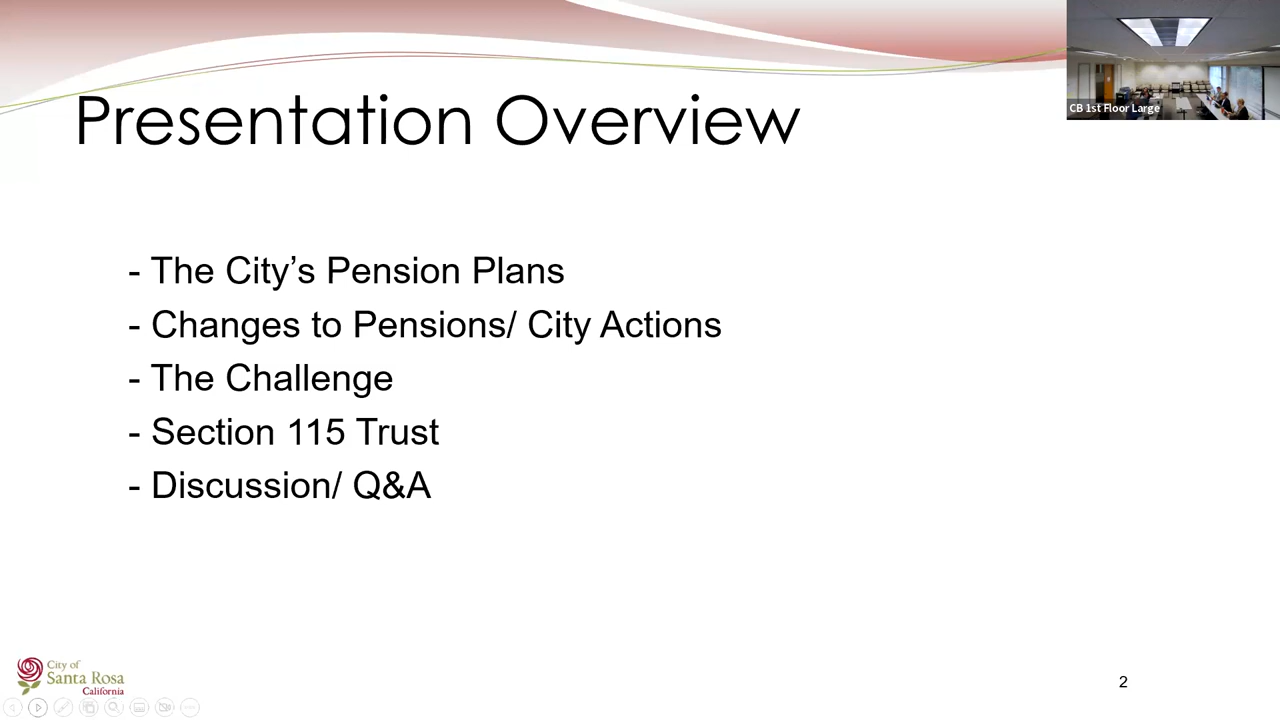 CB 1st Floor Large
Presentation Overview
- The City’s Pension Plans
- Changes to Pensions/ City Actions
- The Challenge
- Section 115 Trust
- Discussion/ Q&A
City of
Santa Rosa
California
2